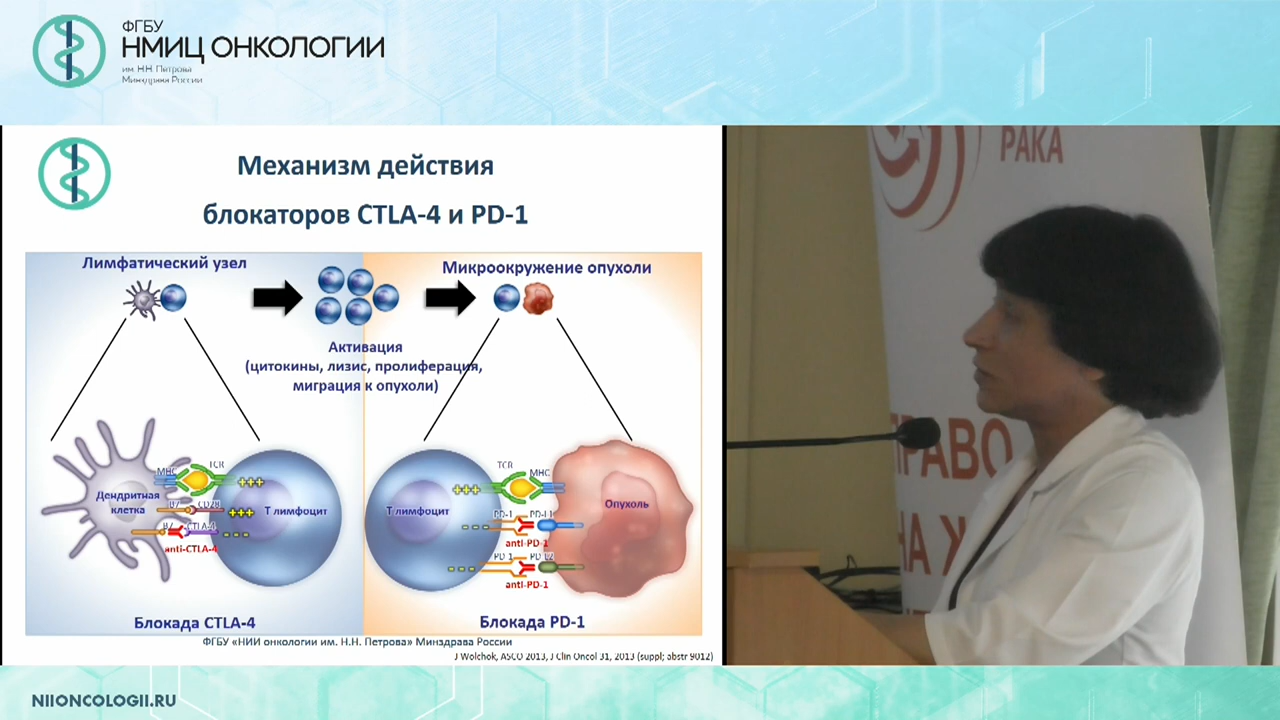 ФГБУ
НМИЦ ОНКОЛОГИИ
им. Н.Н. Петрова
Минздрава России
Механизм действия
блокаторов CTLA-4 и PD-1
Лимфатический узел
Микроокружение опухоли
Активация
(цитокины, лизис, пролиферация,
миграция к опухоли)
MHC
TCR
+++
Дендритная
клетка
B7
CD28
+++
Т лимфоцит
B7
CTLA-4
- - -
anti-CTLA-4
TCR
MHC
+++
Т лимфоцит
Опухоль
PD-1
PD-L1
- - -
anti-PD-1
PD-1
PD-L2
- - -
anti-PD-1
Блокада CTLA-4
Блокада PD-1
ФГБУ «НИИ онкологии им. Н.Н. Петрова» Минздрава России
J Wolchok, ASCO 2013, J Clin Oncol 31, 2013 (suppl; abstr 9012)
РАКА
ПРАВО
НА
NIIONCOLOGII.RU